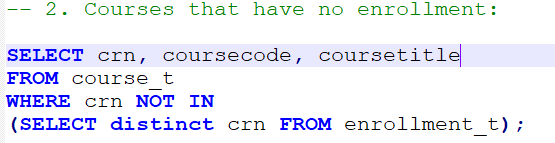 -- 2. Courses that have no enrollment:
SELECT crn, coursecode, coursetitle
FROM course_t
WHERE crn NOT IN
(SELECT distinct crn FROM enrollment_t);